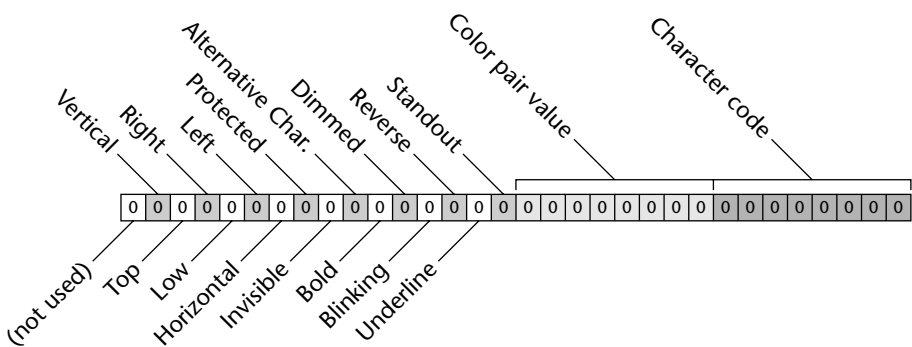 Vertical
Right
Left
Protected
Alternative Char.
Dimmed
Reverse
Standout
Color pair value
Character code
0 0 0 0 0 0 0 0 0 0 0 0 0 0 0 0 0 0 0 0 0 0 0 0 0 0 0 0 0 0 0 0
(not used)
Top
Low
Horizontal
Invisible
Bold
Blinking
Underline